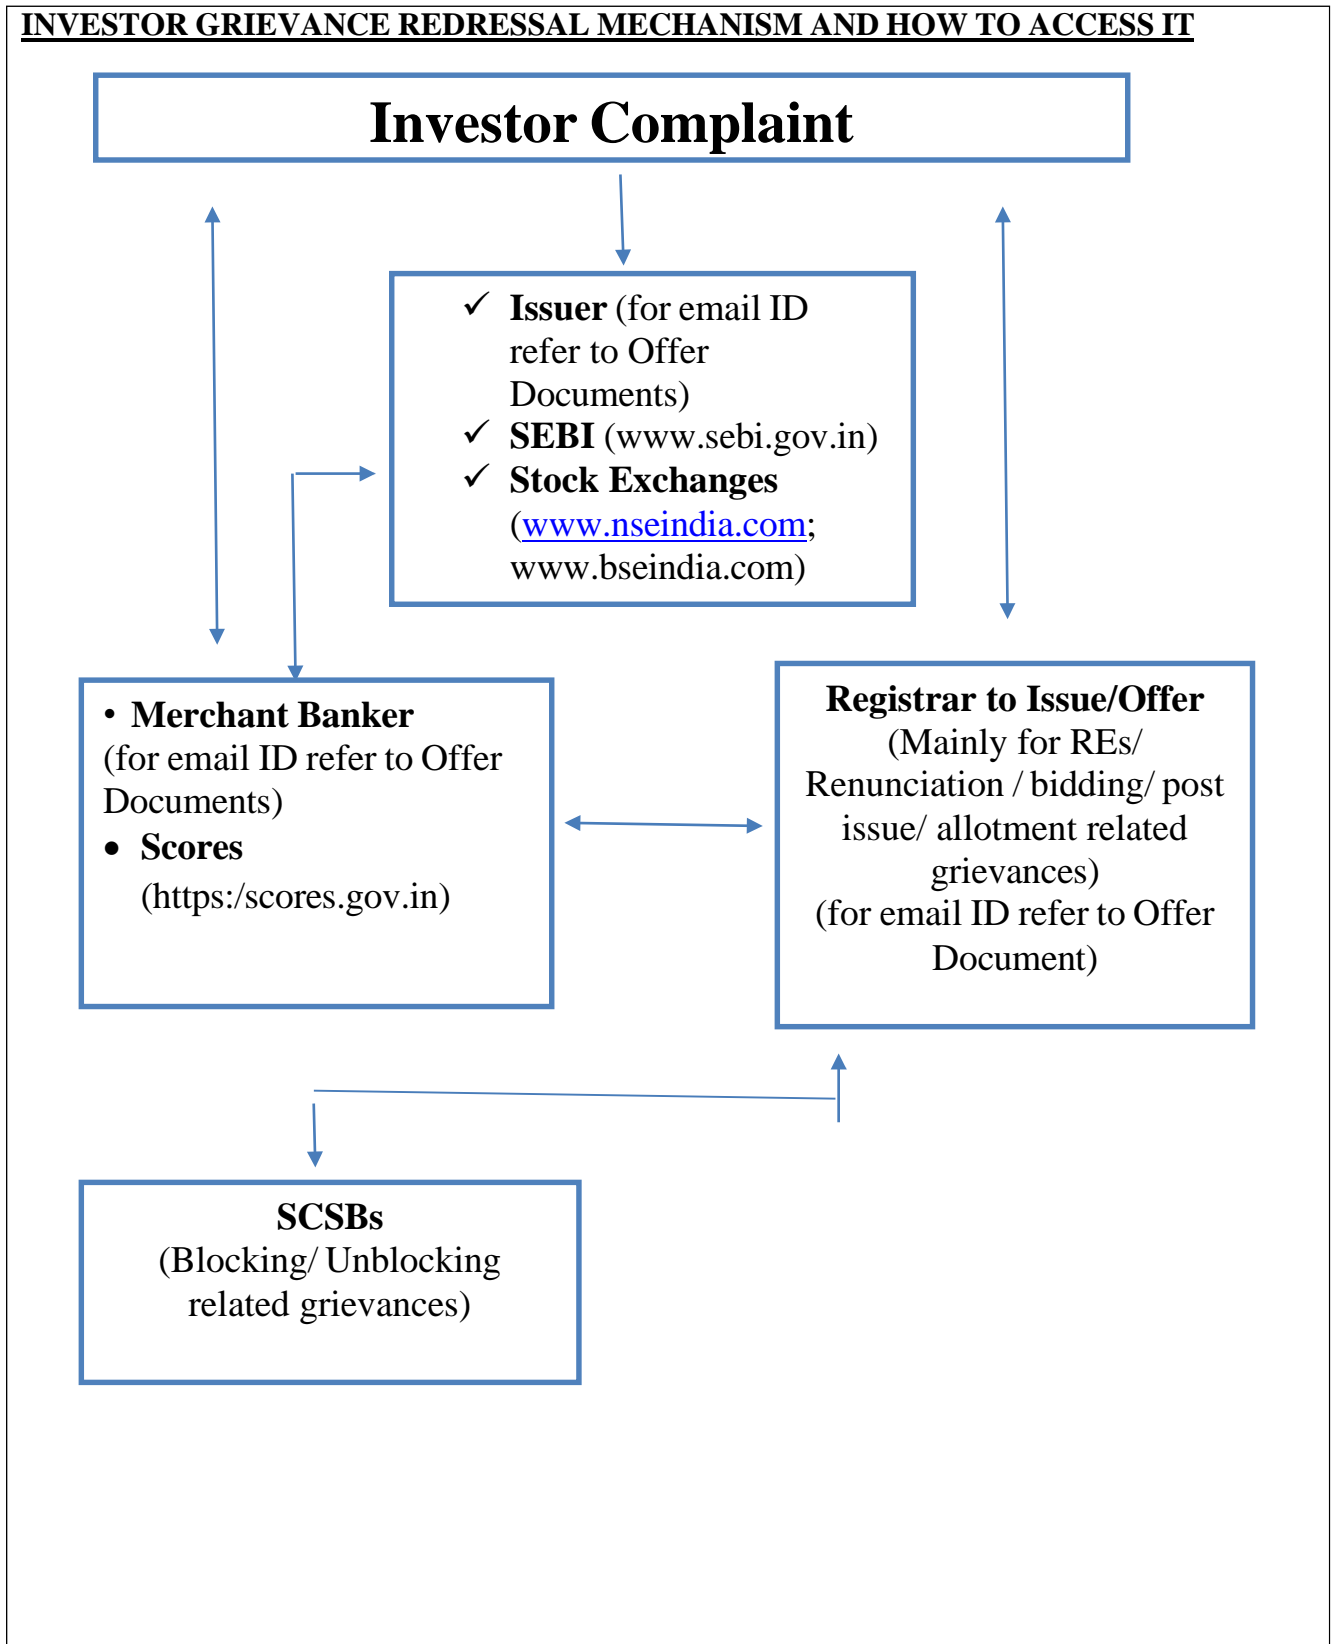 INVESTOR GRIEVANCE REDRESSAL MECHANISM AND HOW TO ACCESS IT
Investor Complaint
✓ Issuer (for email ID
refer to Offer
Documents)
✓ SEBI (www.sebi.gov.in)
✓ Stock Exchanges
(www.nseindia.com;
www.bseindia.com)
• Merchant Banker
(for email ID refer to Offer
Documents)
• Scores
(https:/scores.gov.in)
Registrar to Issue/Offer
(Mainly for REs/
Renunciation / bidding/ post
issue/ allotment related
grievances)
(for email ID refer to Offer
Document)
SCSBs
(Blocking/ Unblocking
related grievances)